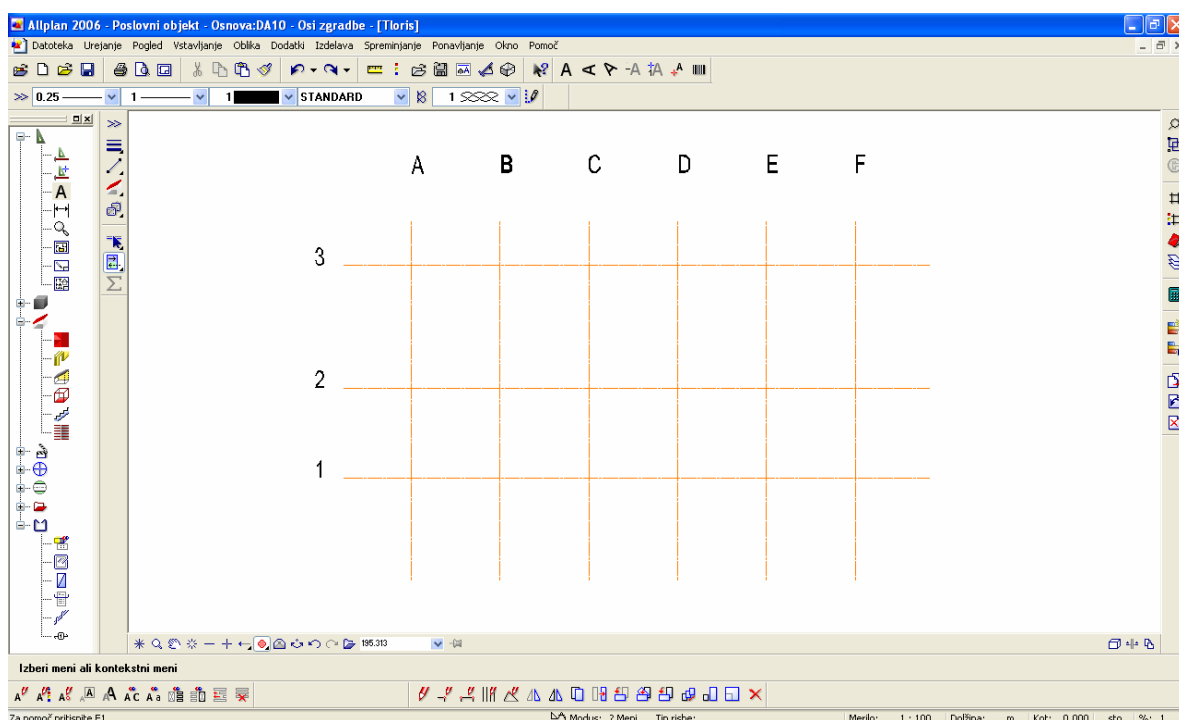 Allplan 2006 - Poslovni objekt - Osnova:DA10 - Osi zgradbe - [Tloris]
Datoteka Urejanje Pogled Vstavljanje Oblika Dodatki Izdelava Spreminjanje Ponavljanje Okno Pomoč
0.25 1 1 STANDARD 1
A B C D E F
3
2
1
195.313
Izberi meni ali kontekstni meni
Za pomoč pritisnite F1 Modus: ?Meni Tip risbe: Merilo: 1 : 100 Dolžina: m Kot: 0.000 sto %: 1